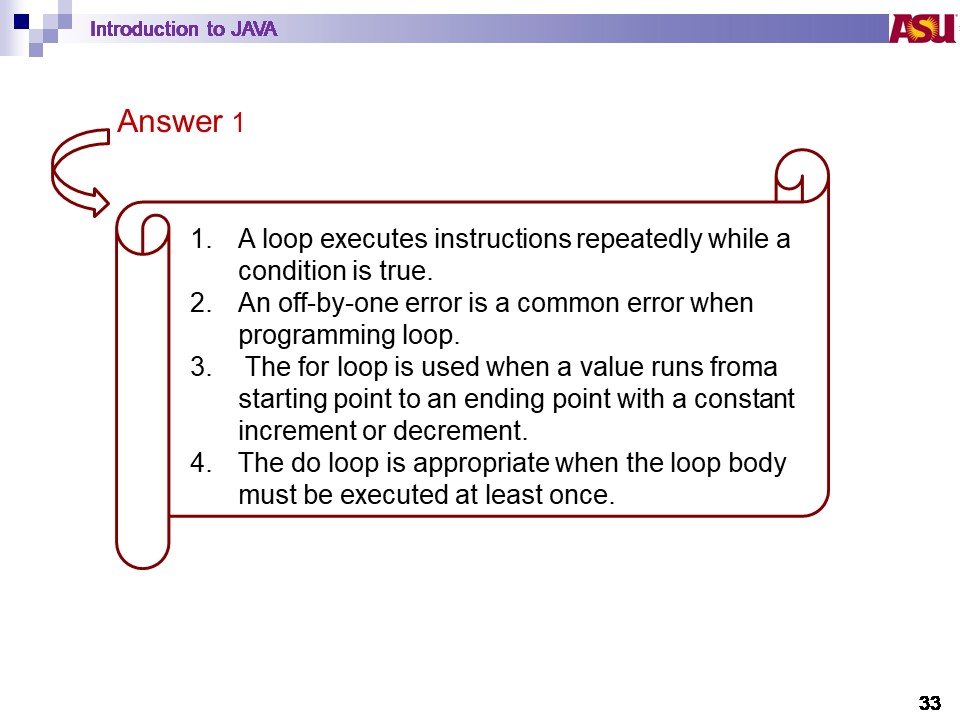 Introduction to JAVA
ASU
Answer 1
1. A loop executes instructions repeatedly while a
condition is true.
2. An off-by-one error is a common error when
programming loop.
3. The for loop is used when a value runs froma
starting point to an ending point with a constant
increment or decrement.
4. The do loop is appropriate when the loop body
must be executed at least once.
33